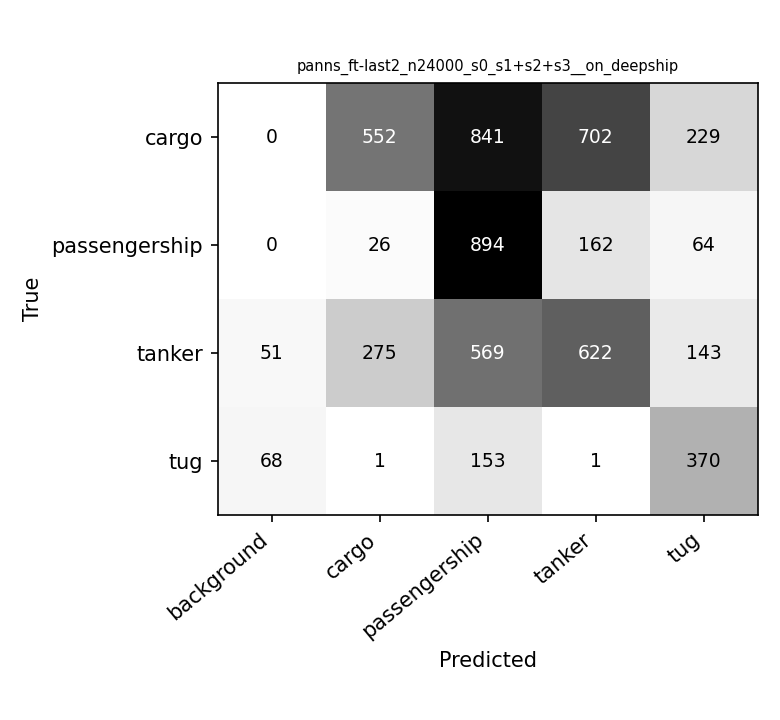 panns_ft-last2_n24000_s0_s1+s2+s3__on_deepship
cargo 0 552 841 702 229
passengership 0 26 894 162 64
True
tanker 51 275 569 622 143
tug 68 1 153 1 370
background cargo passengership tanker tug
Predicted